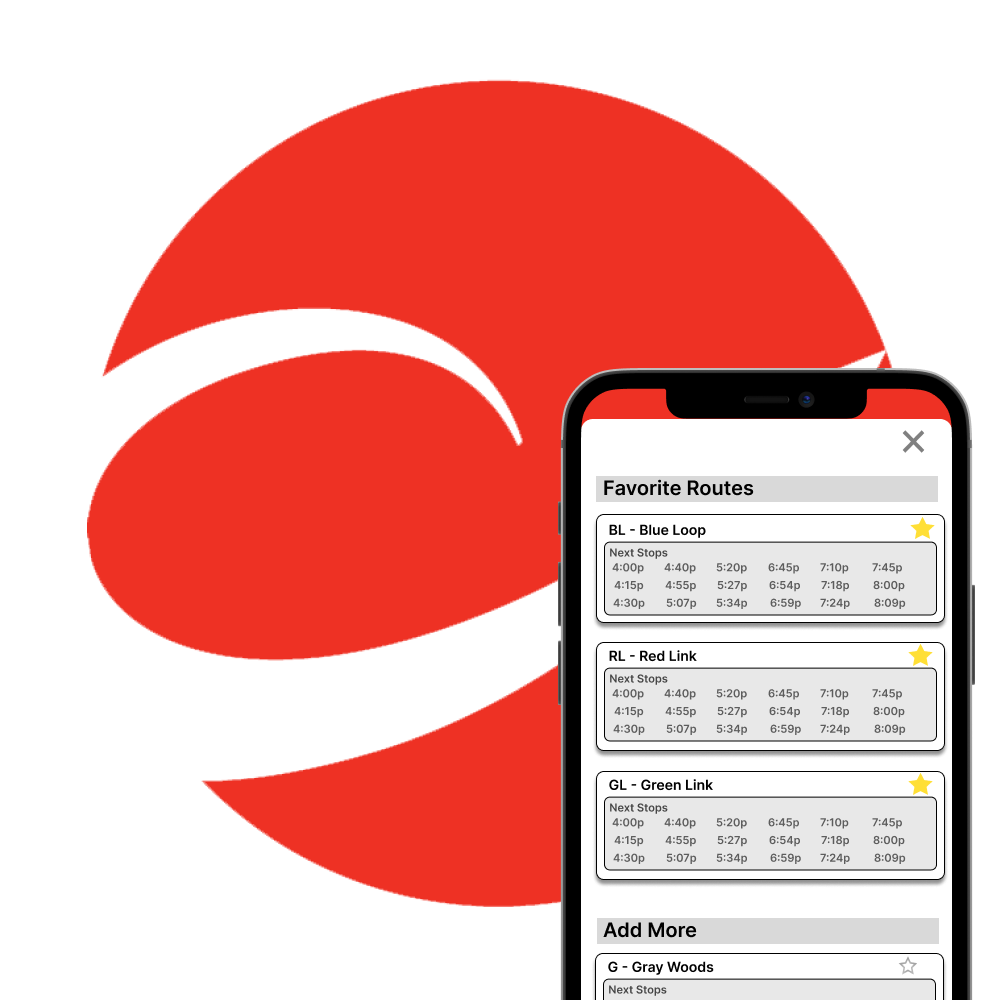 Favorite Routes
BL - Blue Loop
Next Stops
4:00p 4:40p 5:20p 6:45p 7:10p 7:45p
4:15p 4:55p 5:27p 6:54p 7:18p 8:00p
4:30p 5:07p 5:34p 6:59p 7:24p 8:09p
RL - Red Link
Next Stops
4:00p 4:40p 5:20p 6:45p 7:10p 7:45p
4:15p 4:55p 5:27p 6:54p 7:18p 8:00p
4:30p 5:07p 5:34p 6:59p 7:24p 8:09p
GL - Green Link
Next Stops
4:00p 4:40p 5:20p 6:45p 7:10p 7:45p
4:15p 4:55p 5:27p 6:54p 7:18p 8:00p
4:30p 5:07p 5:34p 6:59p 7:24p 8:09p
Add More
G - Gray Woods
Next Stops